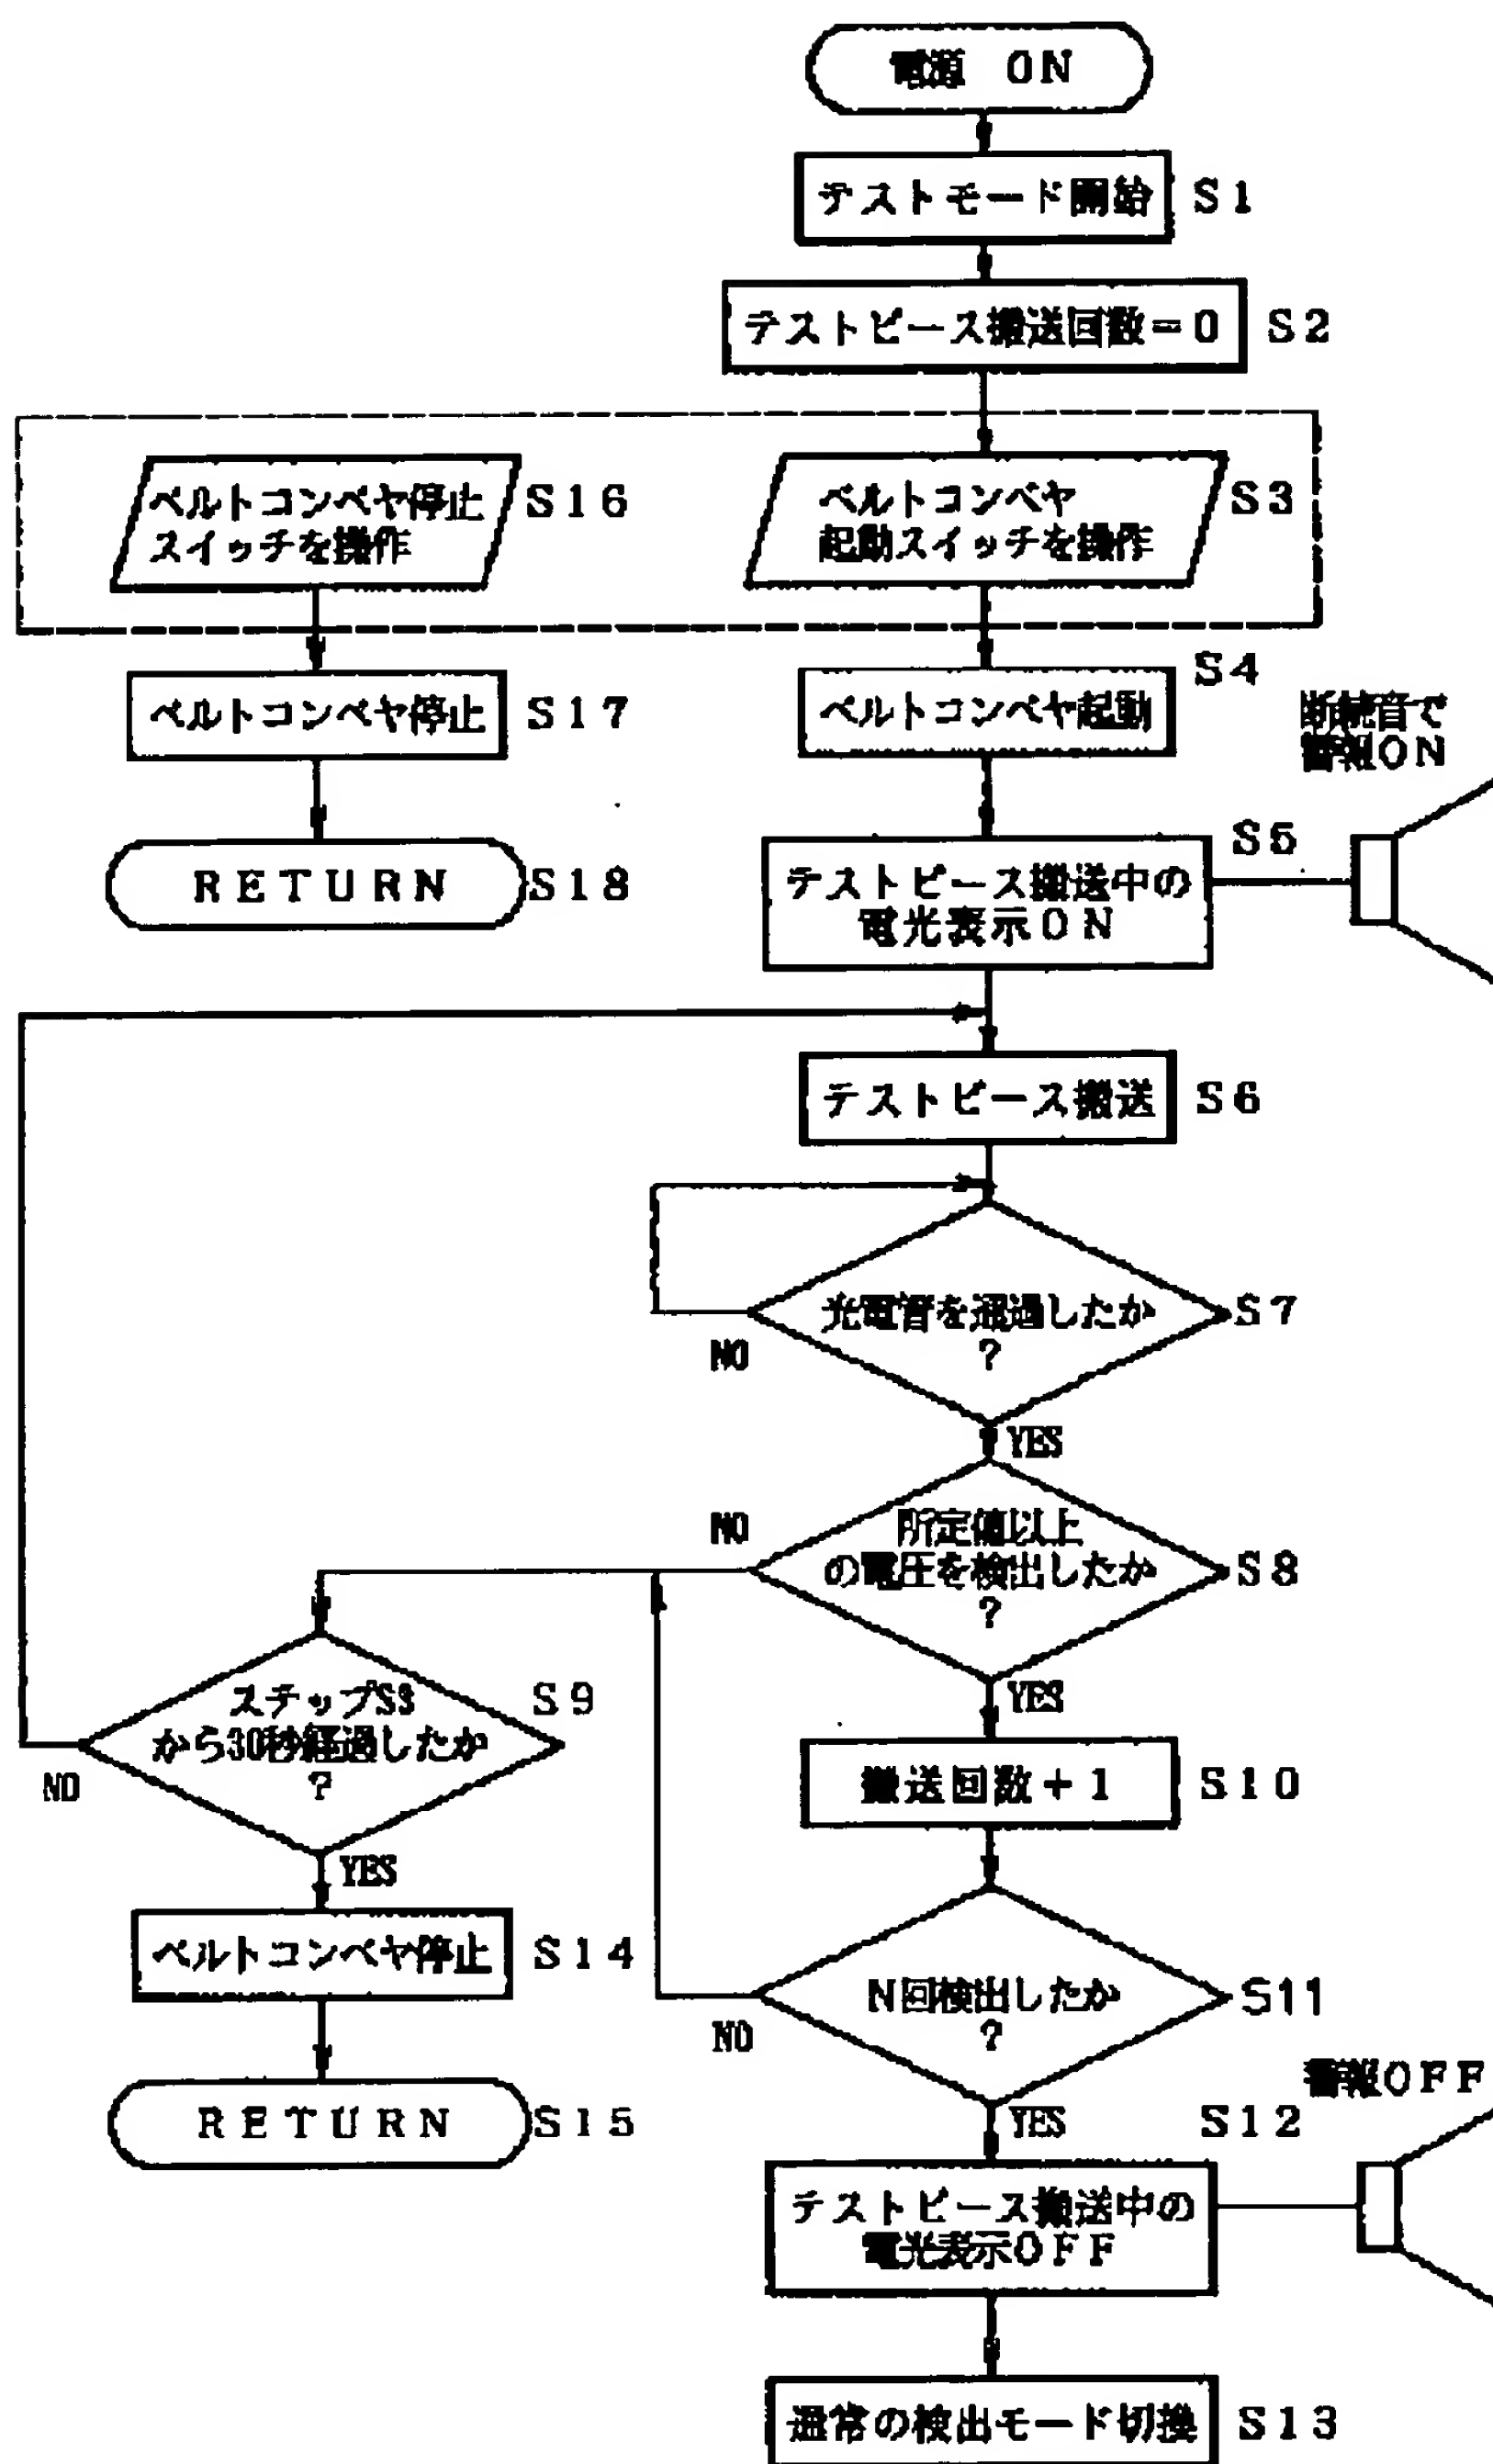 電源 ON
テストモード開始 S1
テストピース搬送回数=0 S2
ベルトコンベヤ停止
スイッチを操作
S16
ベルトコンベヤ
起動スイッチを操作
S3
ベルトコンベヤ停止 S17
ベルトコンベヤ起動
S4
断続音で
警報ON
RETURN S18
テストピース搬送中の
電光表示ON
S5
テストピース搬送 S6
光電管を通過したか
?
S7
NO
YES
所定値以上
の電圧を検出したか
?
S8
NO
YES
ステップS3
から30秒経過したか
?
S9
NO
YES
搬送回数+1 S10
ベルトコンベヤ停止 S14
N回検出したか
?
S11
NO
YES
RETURN S15
警報OFF
S12
テストピース搬送中の
電光表示OFF
通常の検出モード切換 S13